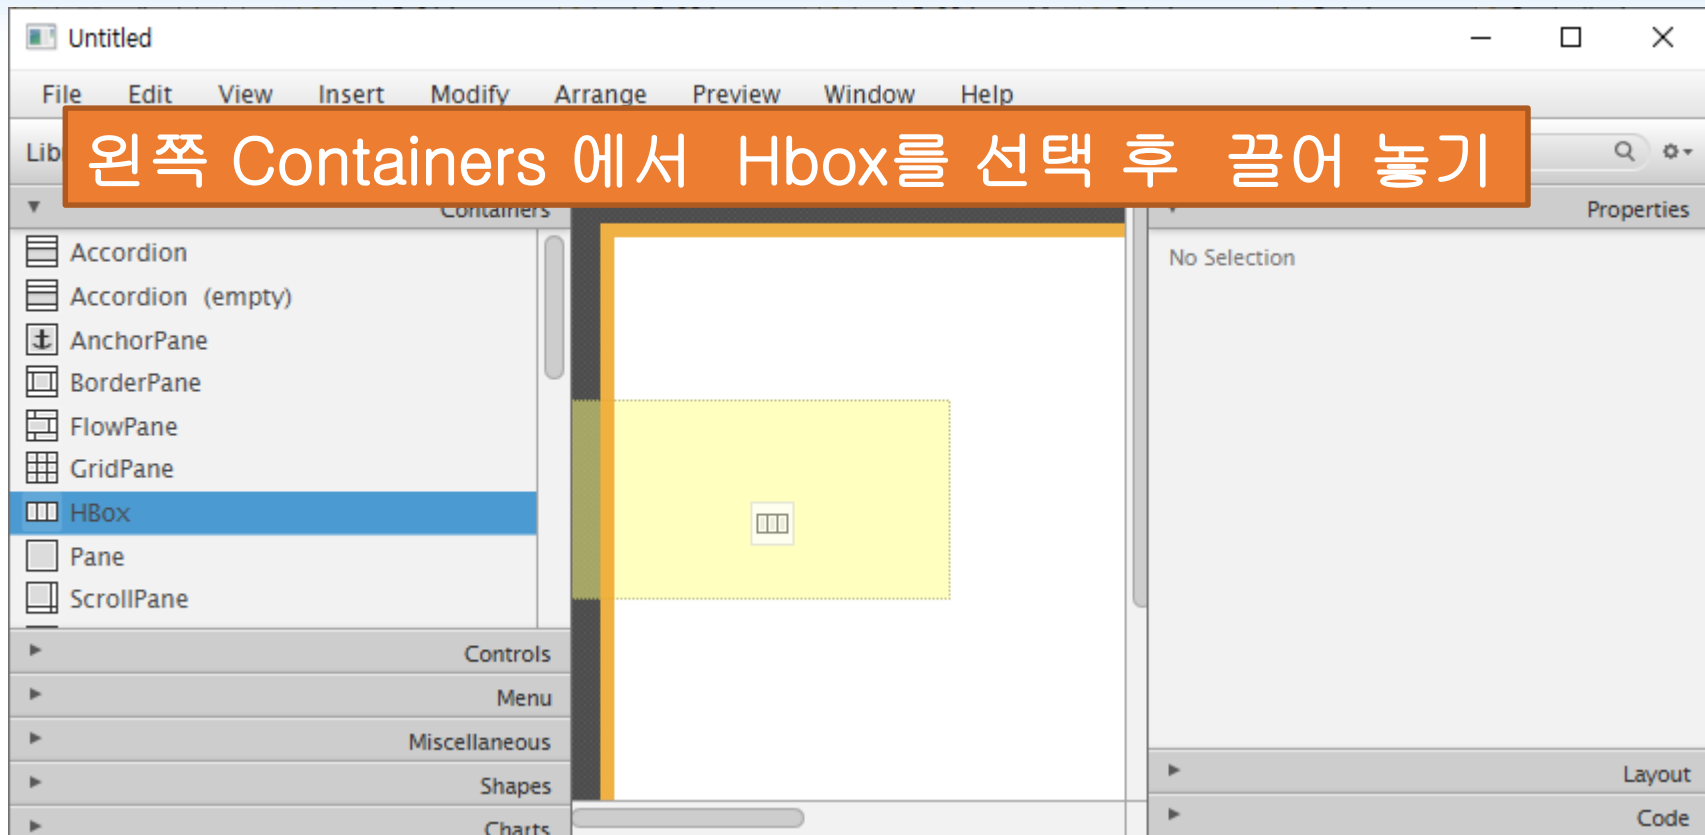 Untitled
File Edit View Insert Modify Arrange Preview Window Help
왼쪽 Containers 에서 Hbox를 선택 후 끌어 놓기
Lib
Containers
Properties
Accordion
No Selection
Accordion (empty)
AnchorPane
BorderPane
FlowPane
GridPane
HBox
Pane
ScrollPane
Controls
Menu
Miscellaneous
Shapes
Layout
Charts
Code